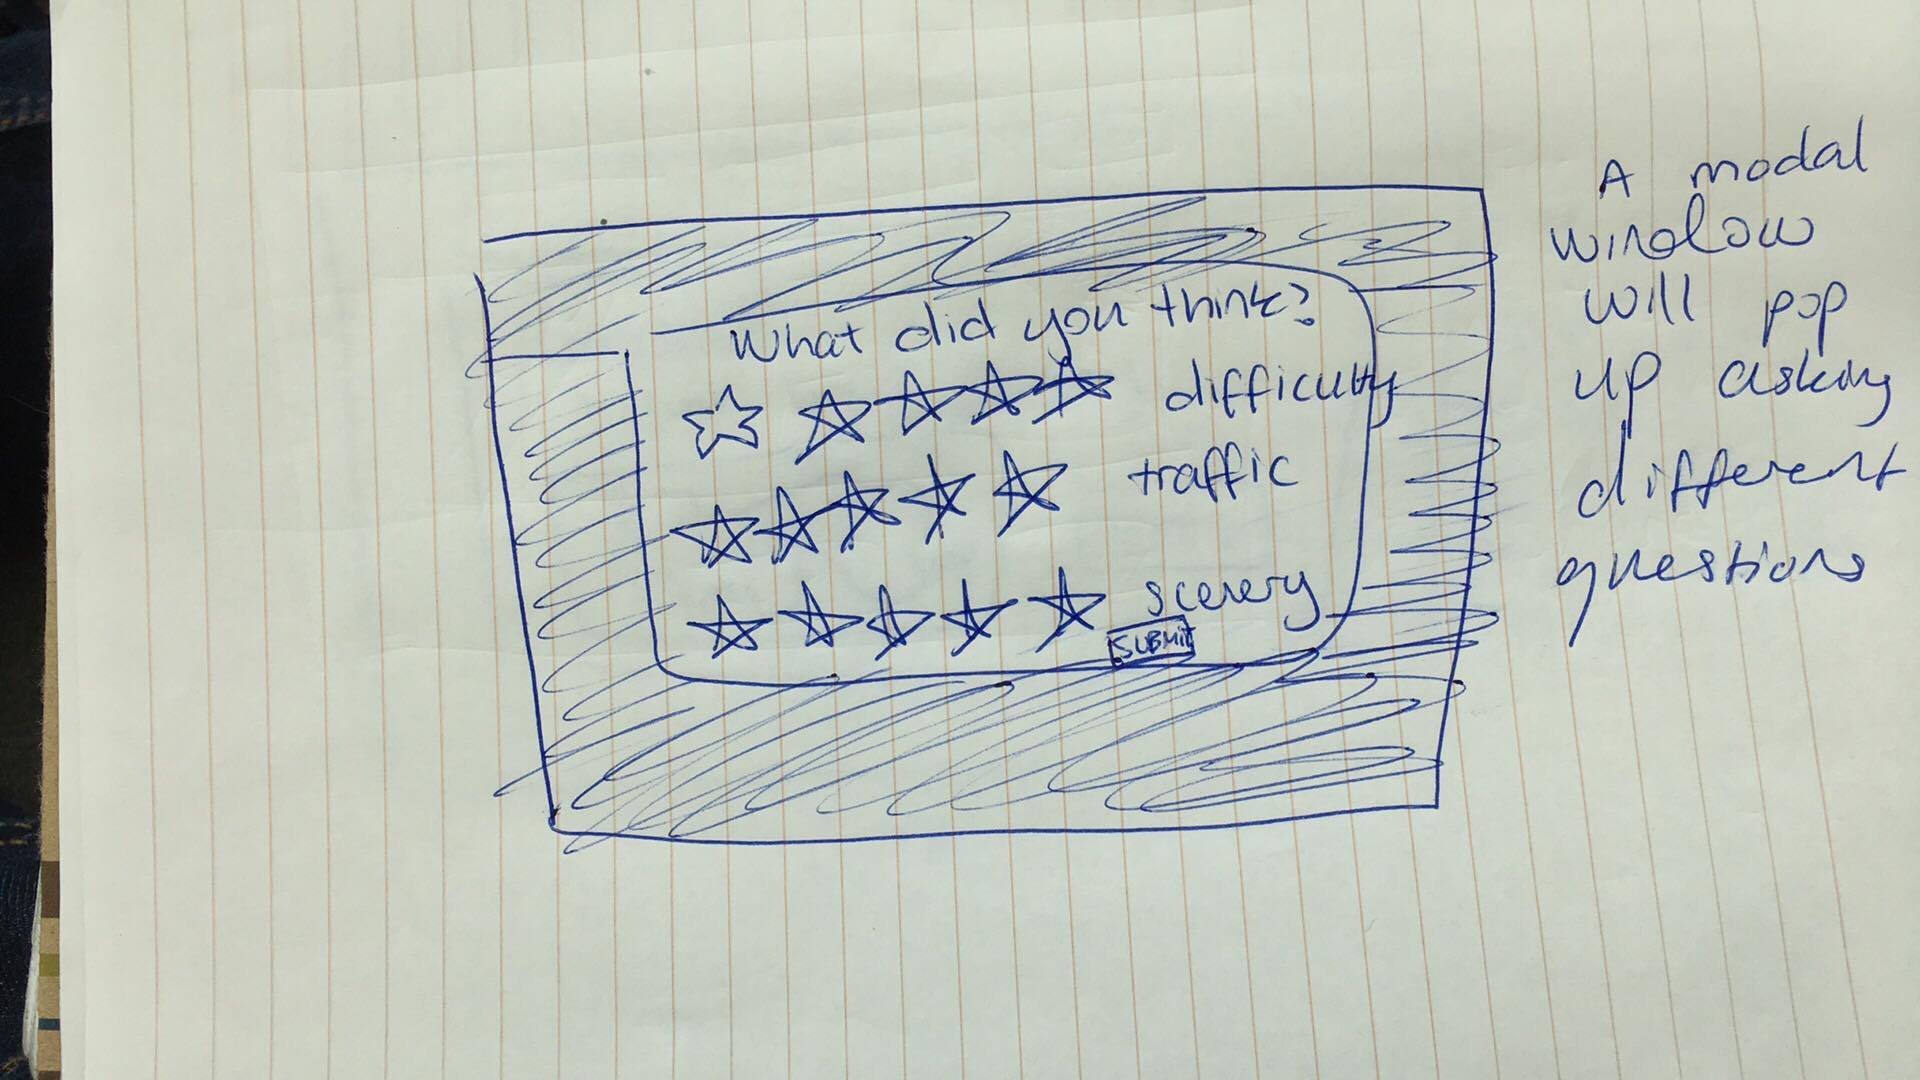 What did you think?
difficulty
traffic
scenery
SUBMIT
A modal
window
will pop
up asking
different
questions